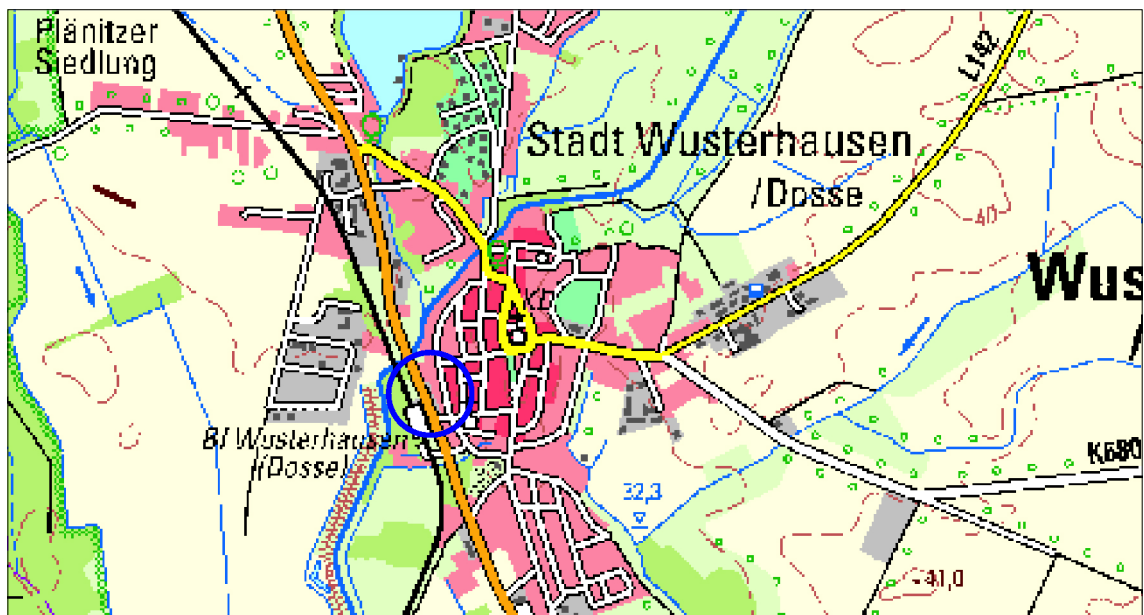 Plänitzer
Siedlung
L142
Stadt Wusterhausen
/Dosse
40
Wus
Bf Wusterhausen
(Dosse)
K680
32,3
41,0